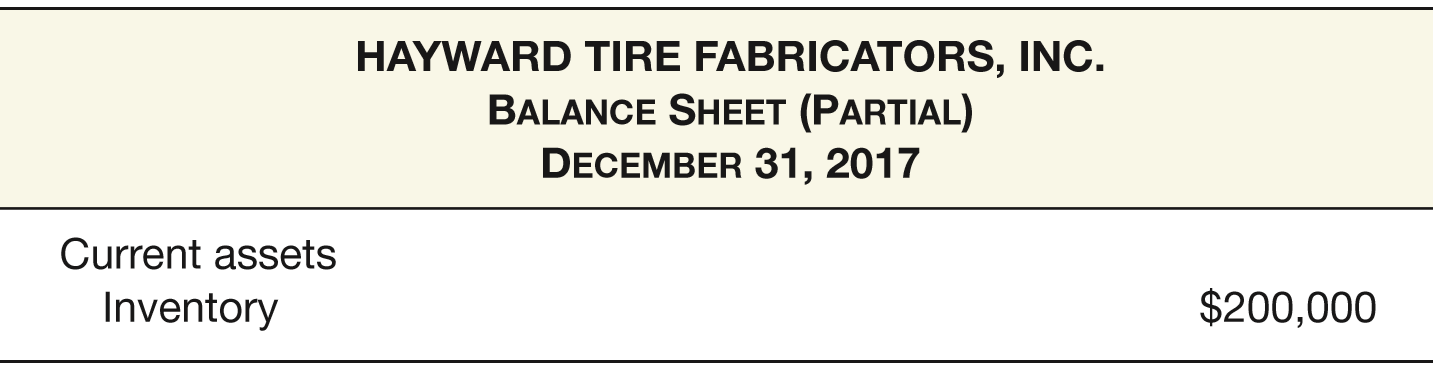 HAYWARD TIRE FABRICATORS, INC.
BALANCE SHEET (PARTIAL)
DECEMBER 31, 2017
Current assets
Inventory $200,000